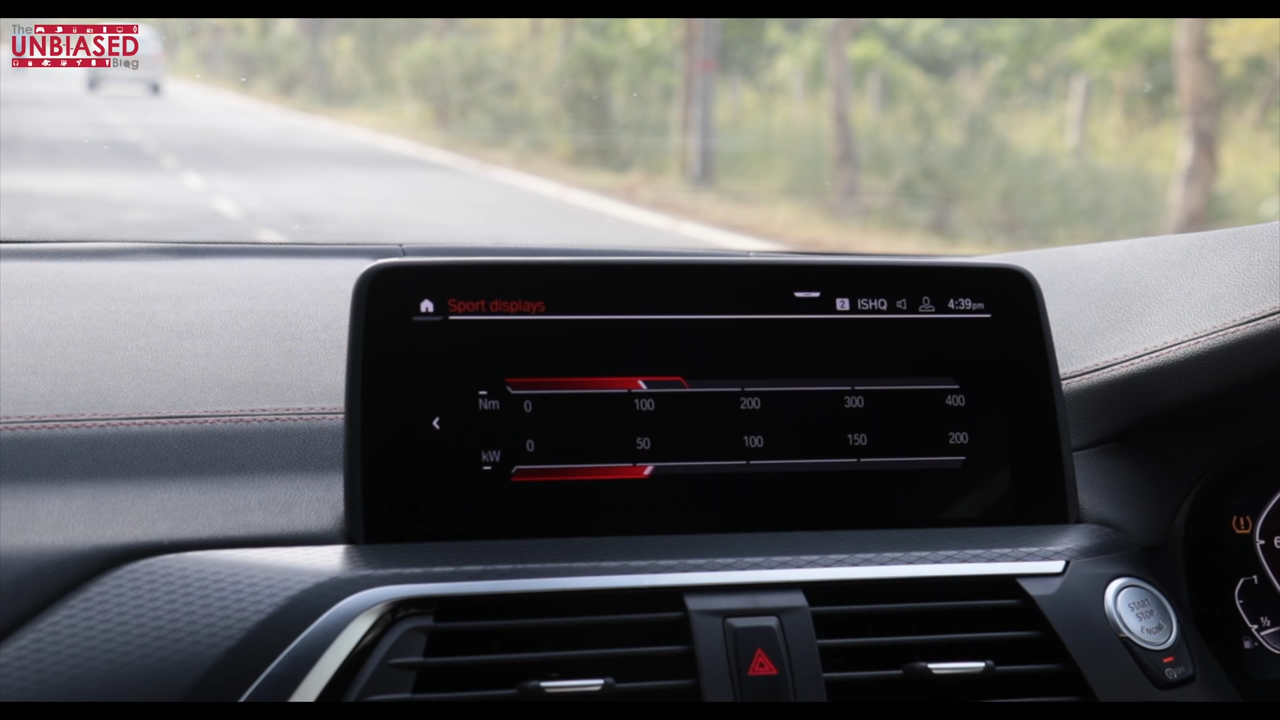 The
UNBIASED
Blog
Sport displays
2 ISHQ 4:39pm
Nm 0 100 200 300 400
kW 0 50 100 150 200
START
STOP
ENGINE